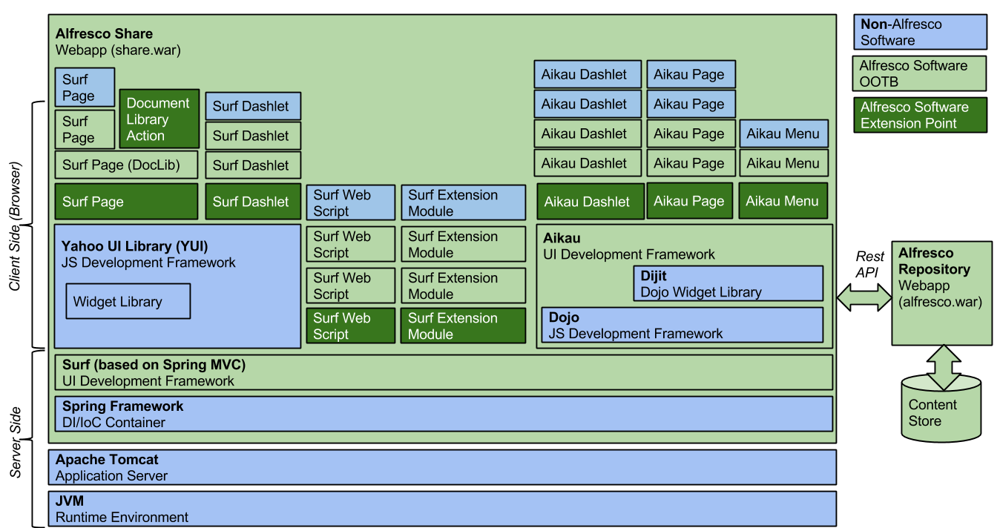 Alfresco Share
Webapp (share.war)
Surf
Page
Document
Library
Action
Surf
Page
Surf Page (DocLib)
Surf Page
Surf Dashlet
Surf Dashlet
Surf Dashlet
Surf Dashlet
Surf Web
Script
Surf Extension
Module
Surf Web
Script
Surf Extension
Module
Surf Web
Script
Surf Extension
Module
Surf Web
Script
Surf Extension
Module
Aikau Dashlet
Aikau Page
Aikau Dashlet
Aikau Page
Aikau Dashlet
Aikau Page
Aikau Menu
Aikau Dashlet
Aikau Page
Aikau Menu
Aikau Dashlet
Aikau Page
Aikau Menu
Yahoo UI Library (YUI)
JS Development Framework
Widget Library
Aikau
UI Development Framework
Dijit
Dojo Widget Library
Dojo
JS Development Framework
Surf (based on Spring MVC)
UI Development Framework
Spring Framework
DI/IoC Container
Apache Tomcat
Application Server
JVM
Runtime Environment
Client Side (Browser)
Server Side
Non-Alfresco
Software
Alfresco Software
OOTB
Alfresco Software
Extension Point
Rest
API
Alfresco
Repository
Webapp
(alfresco.war)
Content
Store